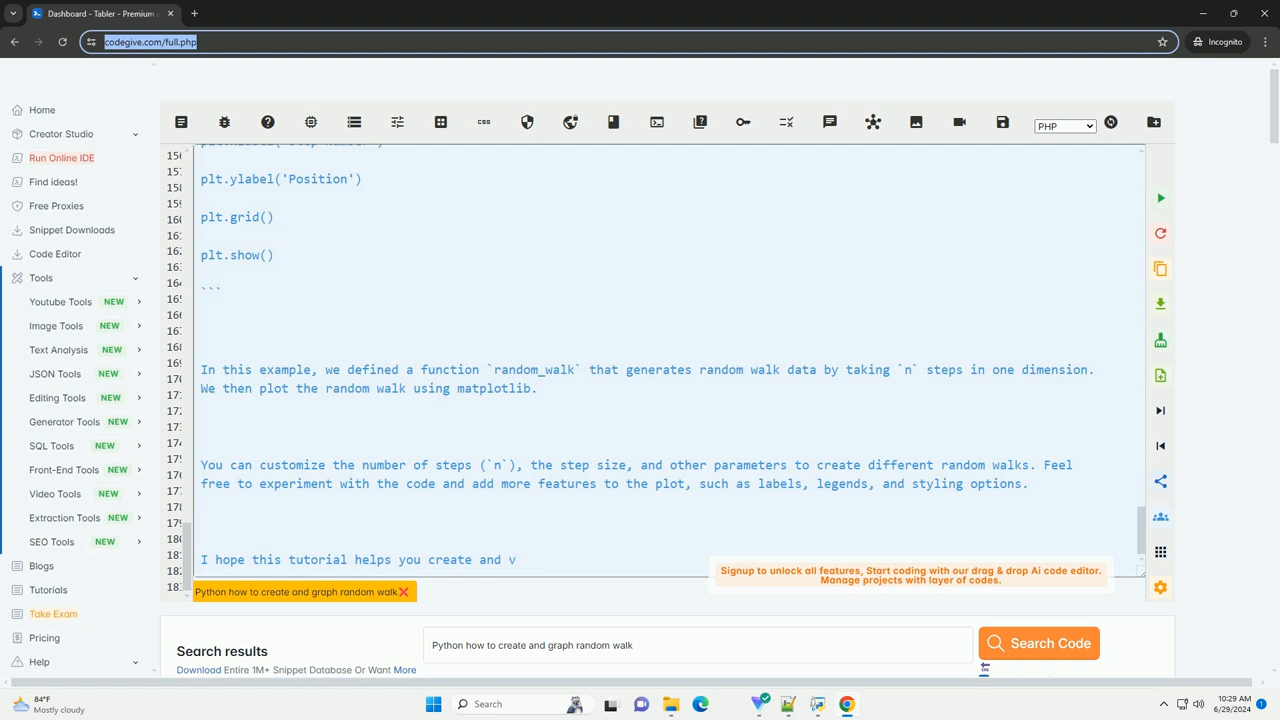 Dashboard - Tabler - Premium
codegive.com/full.php
Incognito
Home
Creator Studio
Run Online IDE
Find ideas!
Free Proxies
Snippet Downloads
Code Editor
Tools
Youtube Tools NEW
Image Tools NEW
Text Analysis NEW
JSON Tools NEW
Editing Tools NEW
Generator Tools NEW
SQL Tools NEW
Front-End Tools NEW
Video Tools NEW
Extraction Tools NEW
SEO Tools NEW
Blogs
Tutorials
Take Exam
Pricing
Help
css
PHP
plt.ylabel('Position')
plt.grid()
plt.show()
```
In this example, we defined a function `random_walk` that generates random walk data by taking `n` steps in one dimension.
We then plot the random walk using matplotlib.
You can customize the number of steps (`n`), the step size, and other parameters to create different random walks. Feel
free to experiment with the code and add more features to the plot, such as labels, legends, and styling options.
I hope this tutorial helps you create and v
Signup to unlock all features, Start coding with our drag & drop Ai code editor.
Manage projects with layer of codes.
Python how to create and graph random walk
Search results
Download Entire 1M+ Snippet Database Or Want More
Python how to create and graph random walk
Search Code
84°F
Mostly cloudy
Search
10:29 AM
6/29/2024